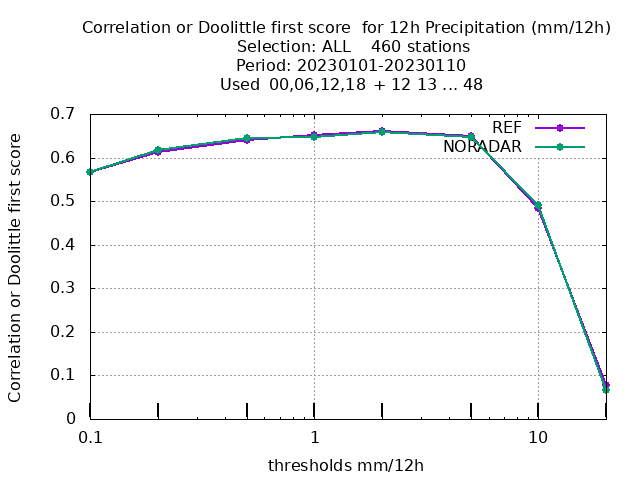 Correlation or Doolittle first score  for 12h Precipitation (mm/12h)
Selection: ALL    460 stations
Period: 20230101-20230110
Used  00,06,12,18  + 12 13 ... 48
Correlation or Doolittle first score
0.7
0.6
0.5
0.4
0.3
0.2
0.1
0
REF
NORADAR
0.1
1
10
thresholds mm/12h